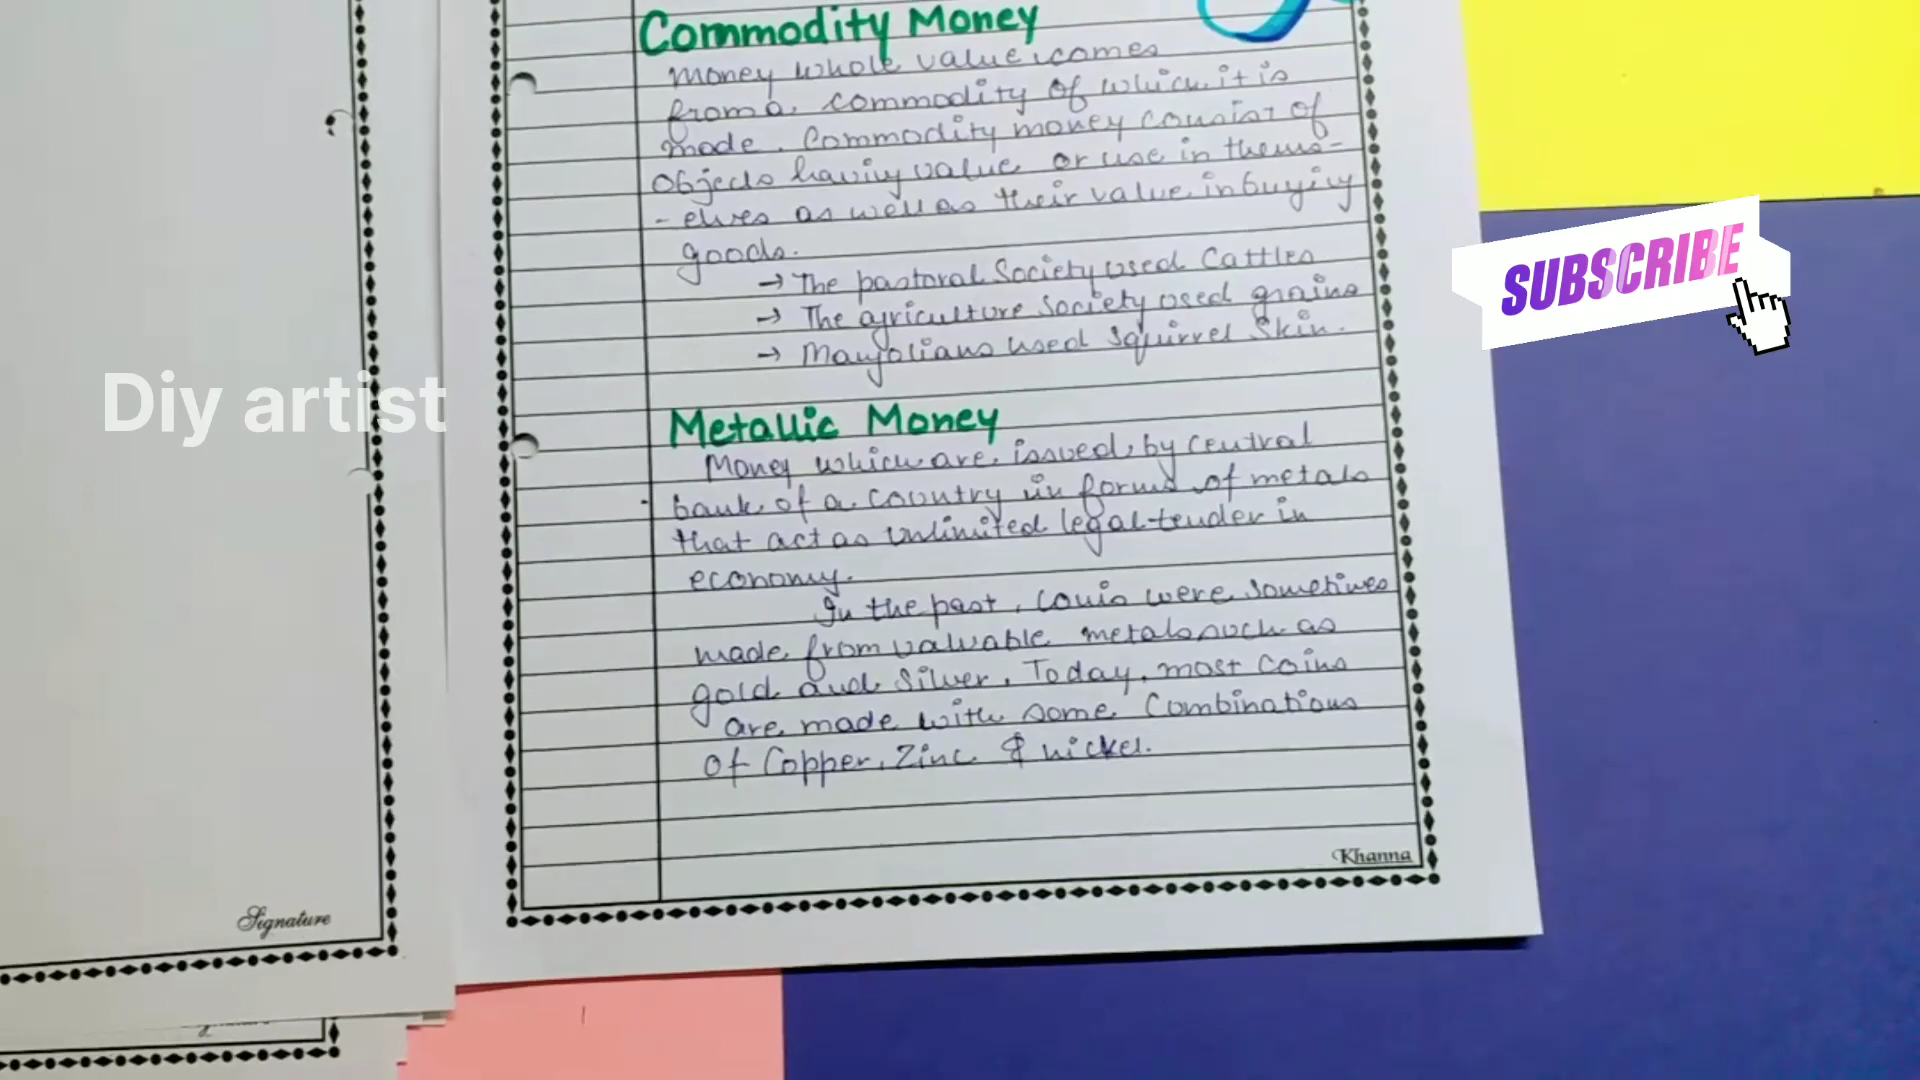 Commodity Money
Money whole value comes
from a commodity of which it is
made. Commodity money consist of
objects having value or use in thems-
-elves as well as their value in buying
goods.
→ The pastoral Society used Cattles
→ The agriculture Society used grains
→ Mangolians used Squirrel Skin.
Metallic Money
Money which are issued by central
bank of a country in forms of metals
that act as unlimited legal tender in
economy.
In the past, couis were sometimes
made from valuable metals such as
gold and Silver. Today, most coins
are made with some Combinations
of Copper, Zinc & nickel.
Khanna
Signature
Diy artist
SUBSCRIBE